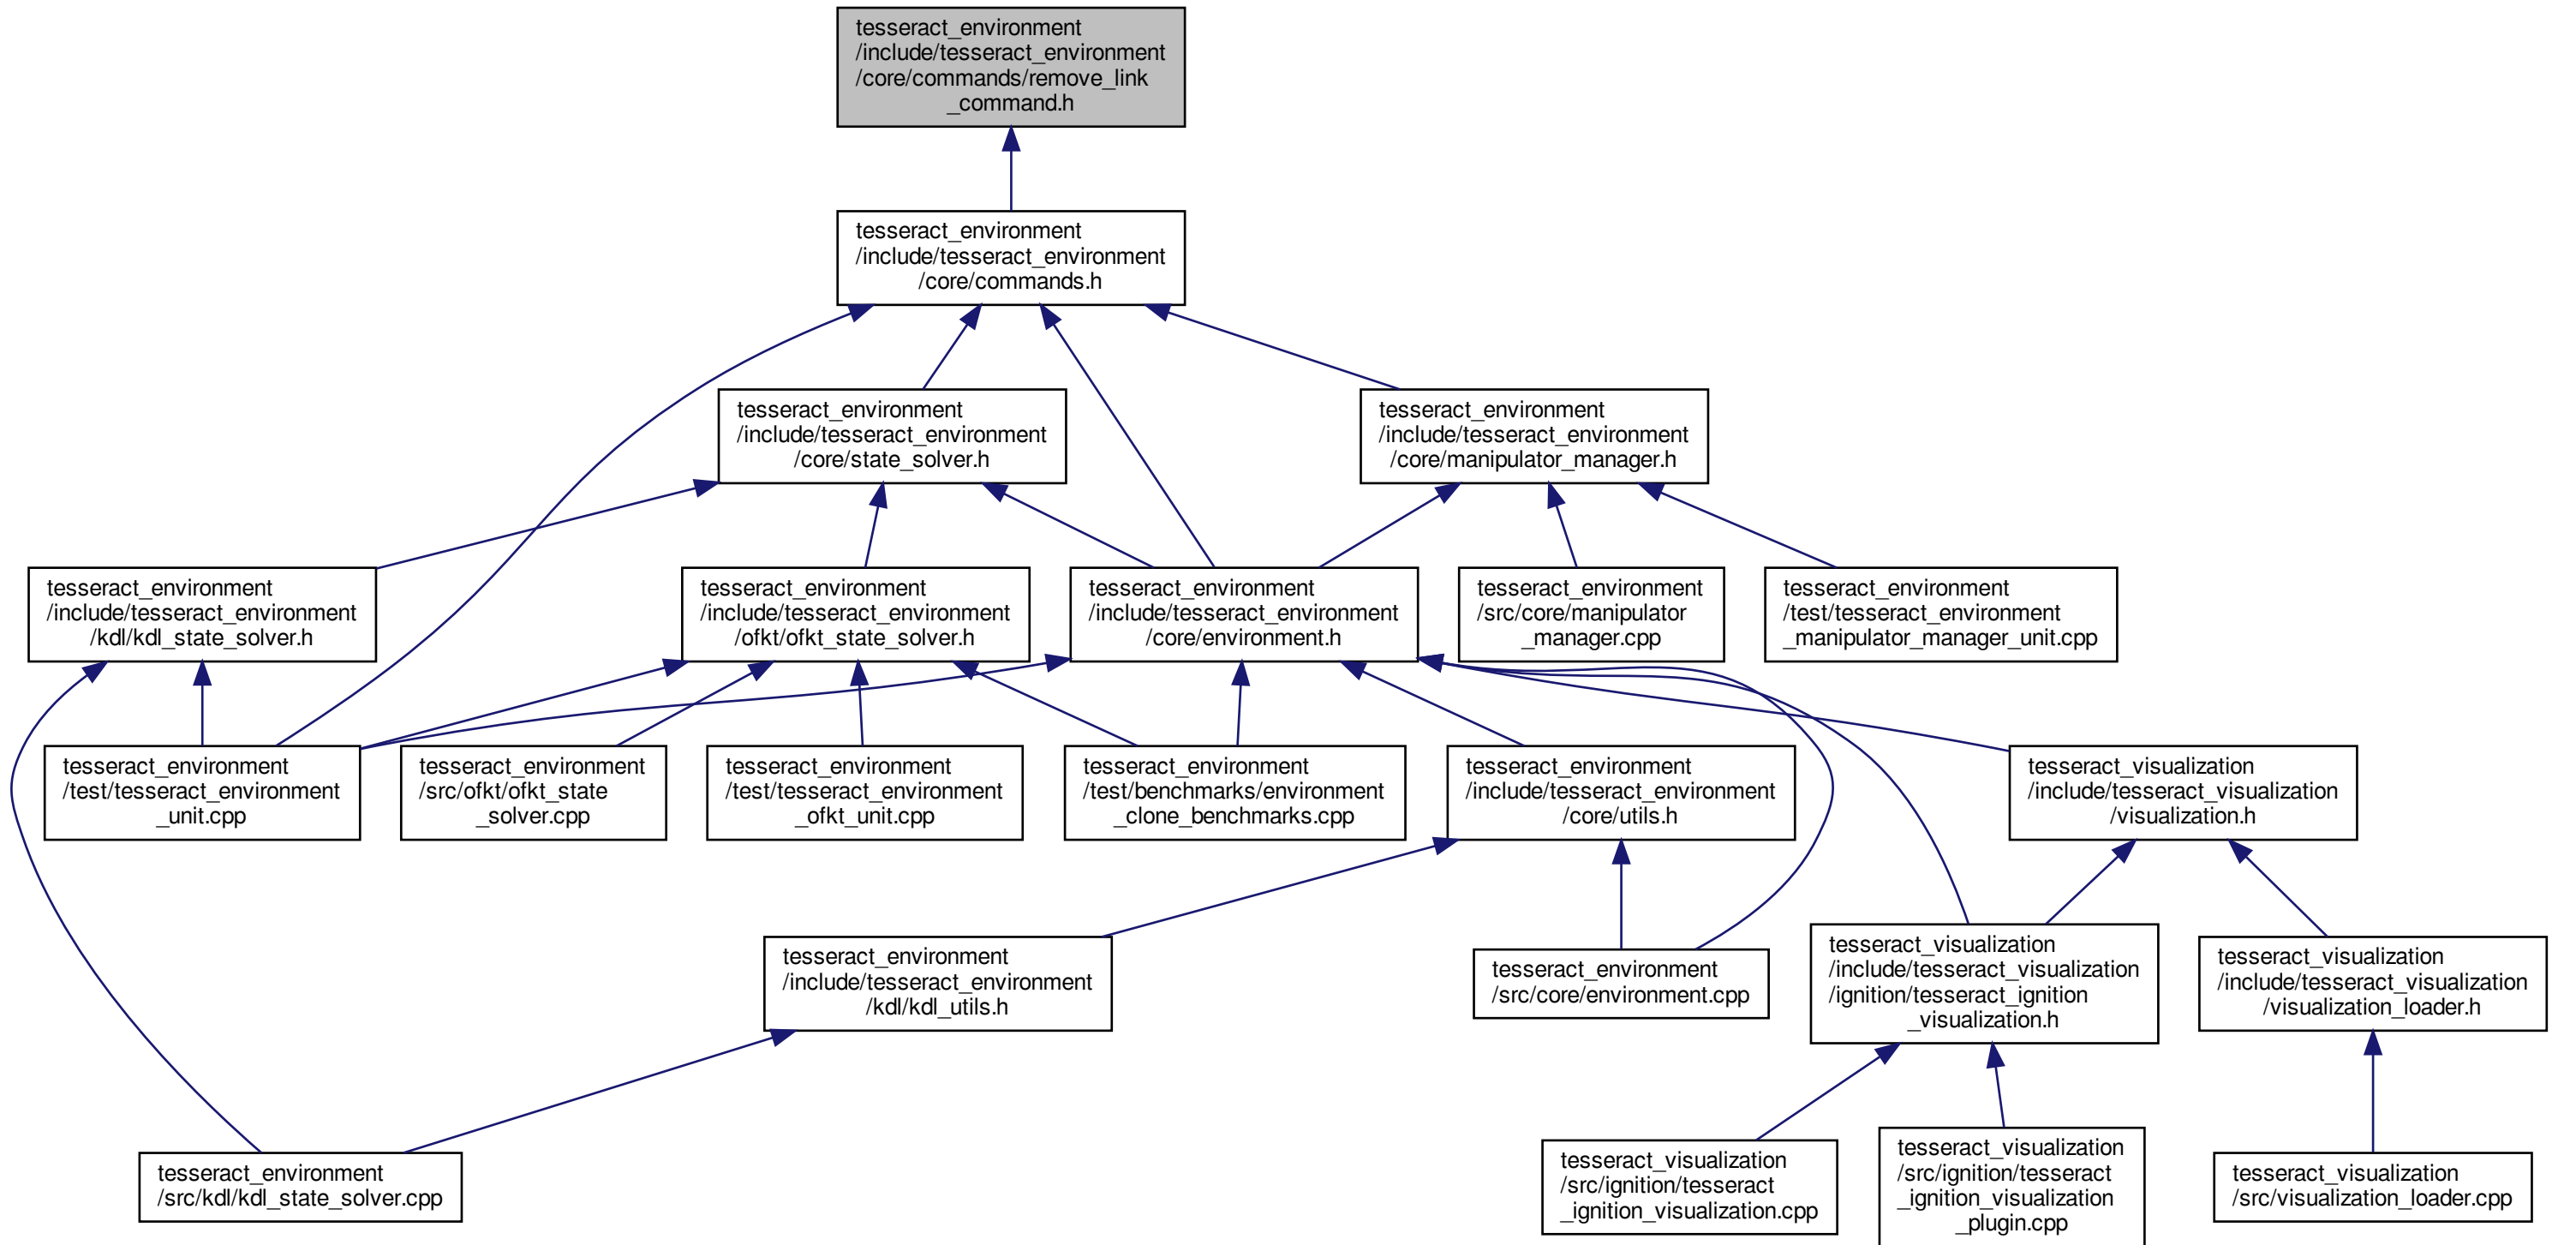 tesseract_environment
/include/tesseract_environment
/core/commands/remove_link
_command.h
tesseract_environment
/include/tesseract_environment
/core/commands.h
tesseract_environment
/include/tesseract_environment
/core/state_solver.h
tesseract_environment
/include/tesseract_environment
/core/manipulator_manager.h
tesseract_environment
/include/tesseract_environment
/kdl/kdl_state_solver.h
tesseract_environment
/include/tesseract_environment
/ofkt/ofkt_state_solver.h
tesseract_environment
/include/tesseract_environment
/core/environment.h
tesseract_environment
/src/core/manipulator
_manager.cpp
tesseract_environment
/test/tesseract_environment
_manipulator_manager_unit.cpp
tesseract_environment
/test/tesseract_environment
_unit.cpp
tesseract_environment
/src/ofkt/ofkt_state
_solver.cpp
tesseract_environment
/test/tesseract_environment
_ofkt_unit.cpp
tesseract_environment
/test/benchmarks/environment
_clone_benchmarks.cpp
tesseract_environment
/include/tesseract_environment
/core/utils.h
tesseract_visualization
/include/tesseract_visualization
/visualization.h
tesseract_environment
/include/tesseract_environment
/kdl/kdl_utils.h
tesseract_environment
/src/core/environment.cpp
tesseract_visualization
/include/tesseract_visualization
/ignition/tesseract_ignition
_visualization.h
tesseract_visualization
/include/tesseract_visualization
/visualization_loader.h
tesseract_environment
/src/kdl/kdl_state_solver.cpp
tesseract_visualization
/src/ignition/tesseract
_ignition_visualization.cpp
tesseract_visualization
/src/ignition/tesseract
_ignition_visualization
_plugin.cpp
tesseract_visualization
/src/visualization_loader.cpp